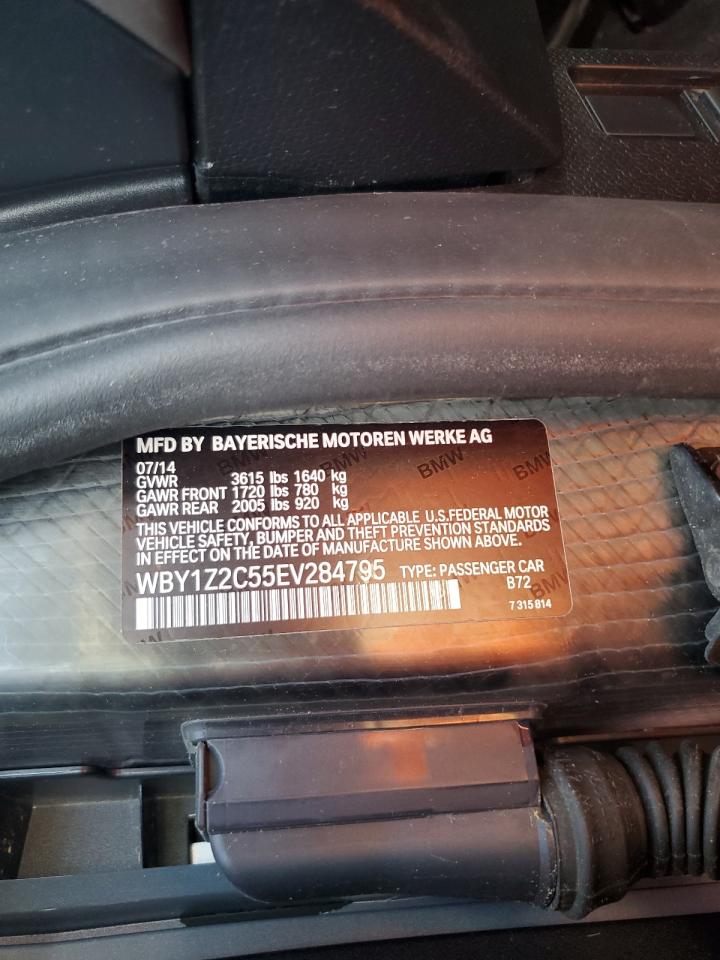 MFD BY BAYERISCHE MOTOREN WERKE AG
07/14
GVWR 3615 lbs 1640 kg
GAWR FRONT 1720 lbs 780 kg
GAWR REAR 2005 lbs 920 kg
THIS VEHICLE CONFORMS TO ALL APPLICABLE U.S. FEDERAL MOTOR
VEHICLE SAFETY, BUMPER AND THEFT PREVENTION STANDARDS
IN EFFECT ON THE DATE OF MANUFACTURE SHOWN ABOVE.
WBY1Z2C55EV284795 TYPE: PASSENGER CAR
B72
7 315 814
BMW
BMW
BMW